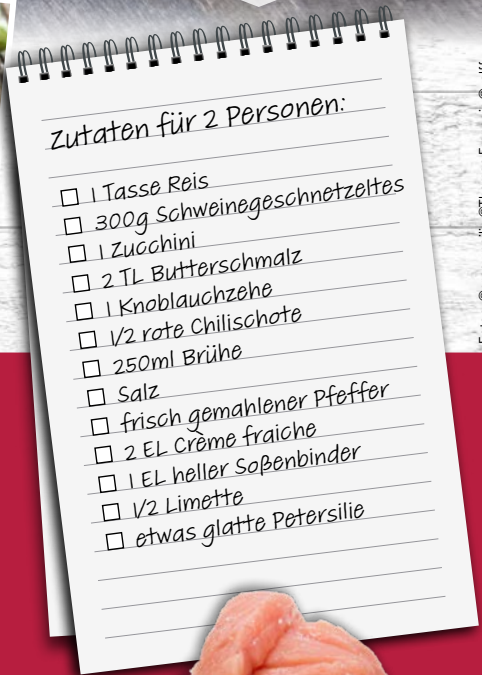 Zutaten für 2 Personen:
1 Tasse Reis
300g Schweinegeschnetzeltes
1 Zucchini
2 TL Butterschmalz
1 Knoblauchzehe
1/2 rote Chilischote
250ml Brühe
Salz
frisch gemahlener Pfeffer
2 EL Crème fraiche
1 EL heller Soßenbinder
1/2 Limette
etwas glatte Petersilie